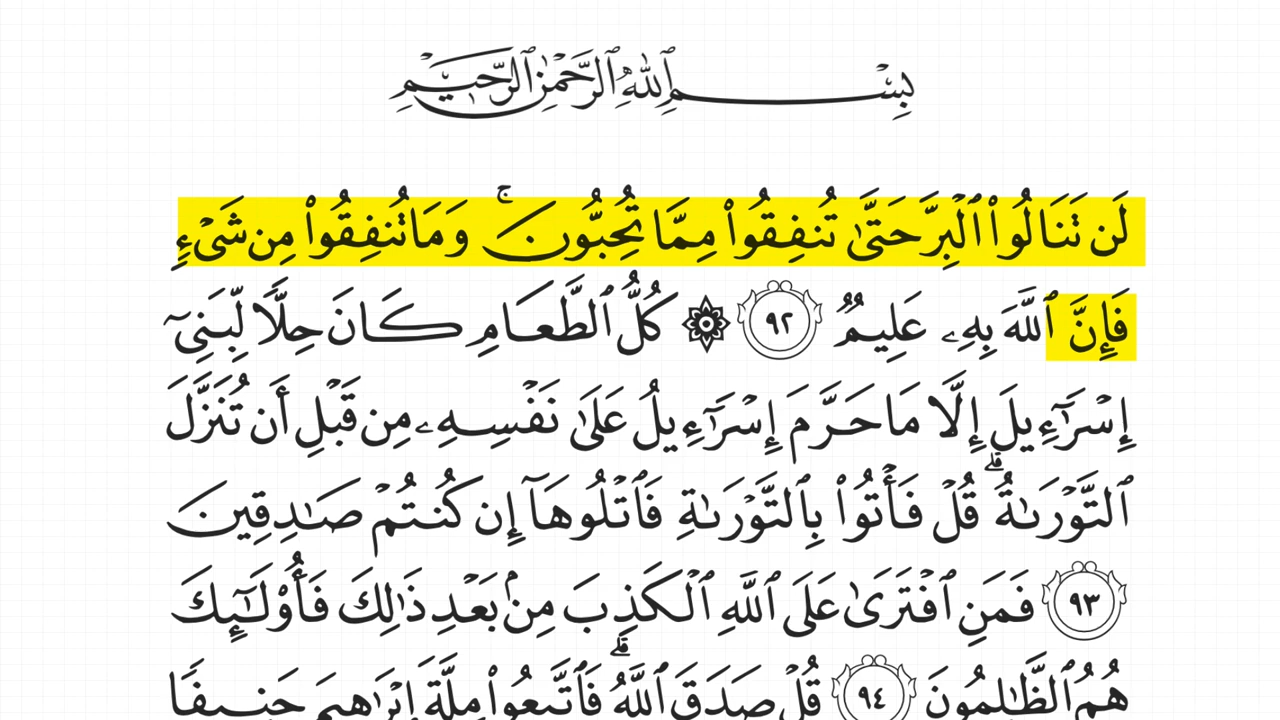 بِسْمِ ٱللَّهِ ٱلرَّحْمَٰنِ ٱلرَّحِيمِ
لَن تَنَالُوا۟ ٱلْبِرَّ حَتَّىٰ تُنفِقُوا۟ مِمَّا تُحِبُّونَ ۚ وَمَا تُنفِقُوا۟ مِن شَىْءٍ
فَإِنَّ ٱللَّهَ بِهِۦ عَلِيمٌ ٩٢ ۞ كُلُّ ٱلطَّعَامِ كَانَ حِلًّا لِّبَنِىٓ
إِسْرَٰٓءِيلَ إِلَّا مَا حَرَّمَ إِسْرَٰٓءِيلُ عَلَىٰ نَفْسِهِۦ مِن قَبْلِ أَن تُنَزَّلَ
ٱلتَّوْرَىٰةُ ۗ قُلْ فَأْتُوا۟ بِٱلتَّوْرَىٰةِ فَٱتْلُوهَآ إِن كُنتُمْ صَـٰدِقِينَ
٩٣ فَمَنِ ٱفْتَرَىٰ عَلَى ٱللَّهِ ٱلْكَذِبَ مِنۢ بَعْدِ ذَٰلِكَ فَأُو۟لَـٰٓئِكَ
هُمُ ٱلظَّـٰلِمُونَ ٩٤ قُلْ صَدَقَ ٱللَّهُ ۗ فَٱتَّبِعُوا۟ مِلَّةَ إِبْرَٰهِيمَ حَنِيفًا